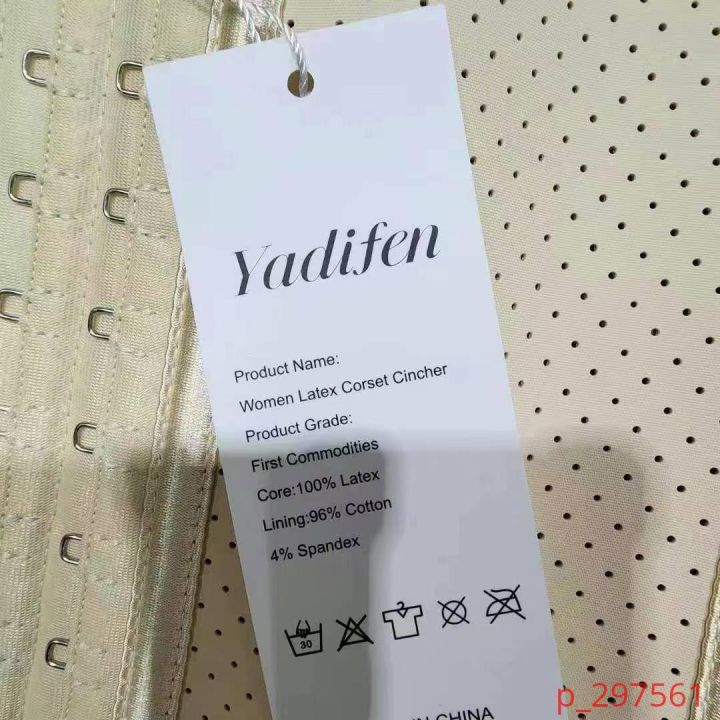 Yadifen
Product Name:
Women Latex Corset Cincher
Product Grade:
First Commodities
Core:100% Latex
Lining:96% Cotton
4% Spandex
30
CHINA
p_297561